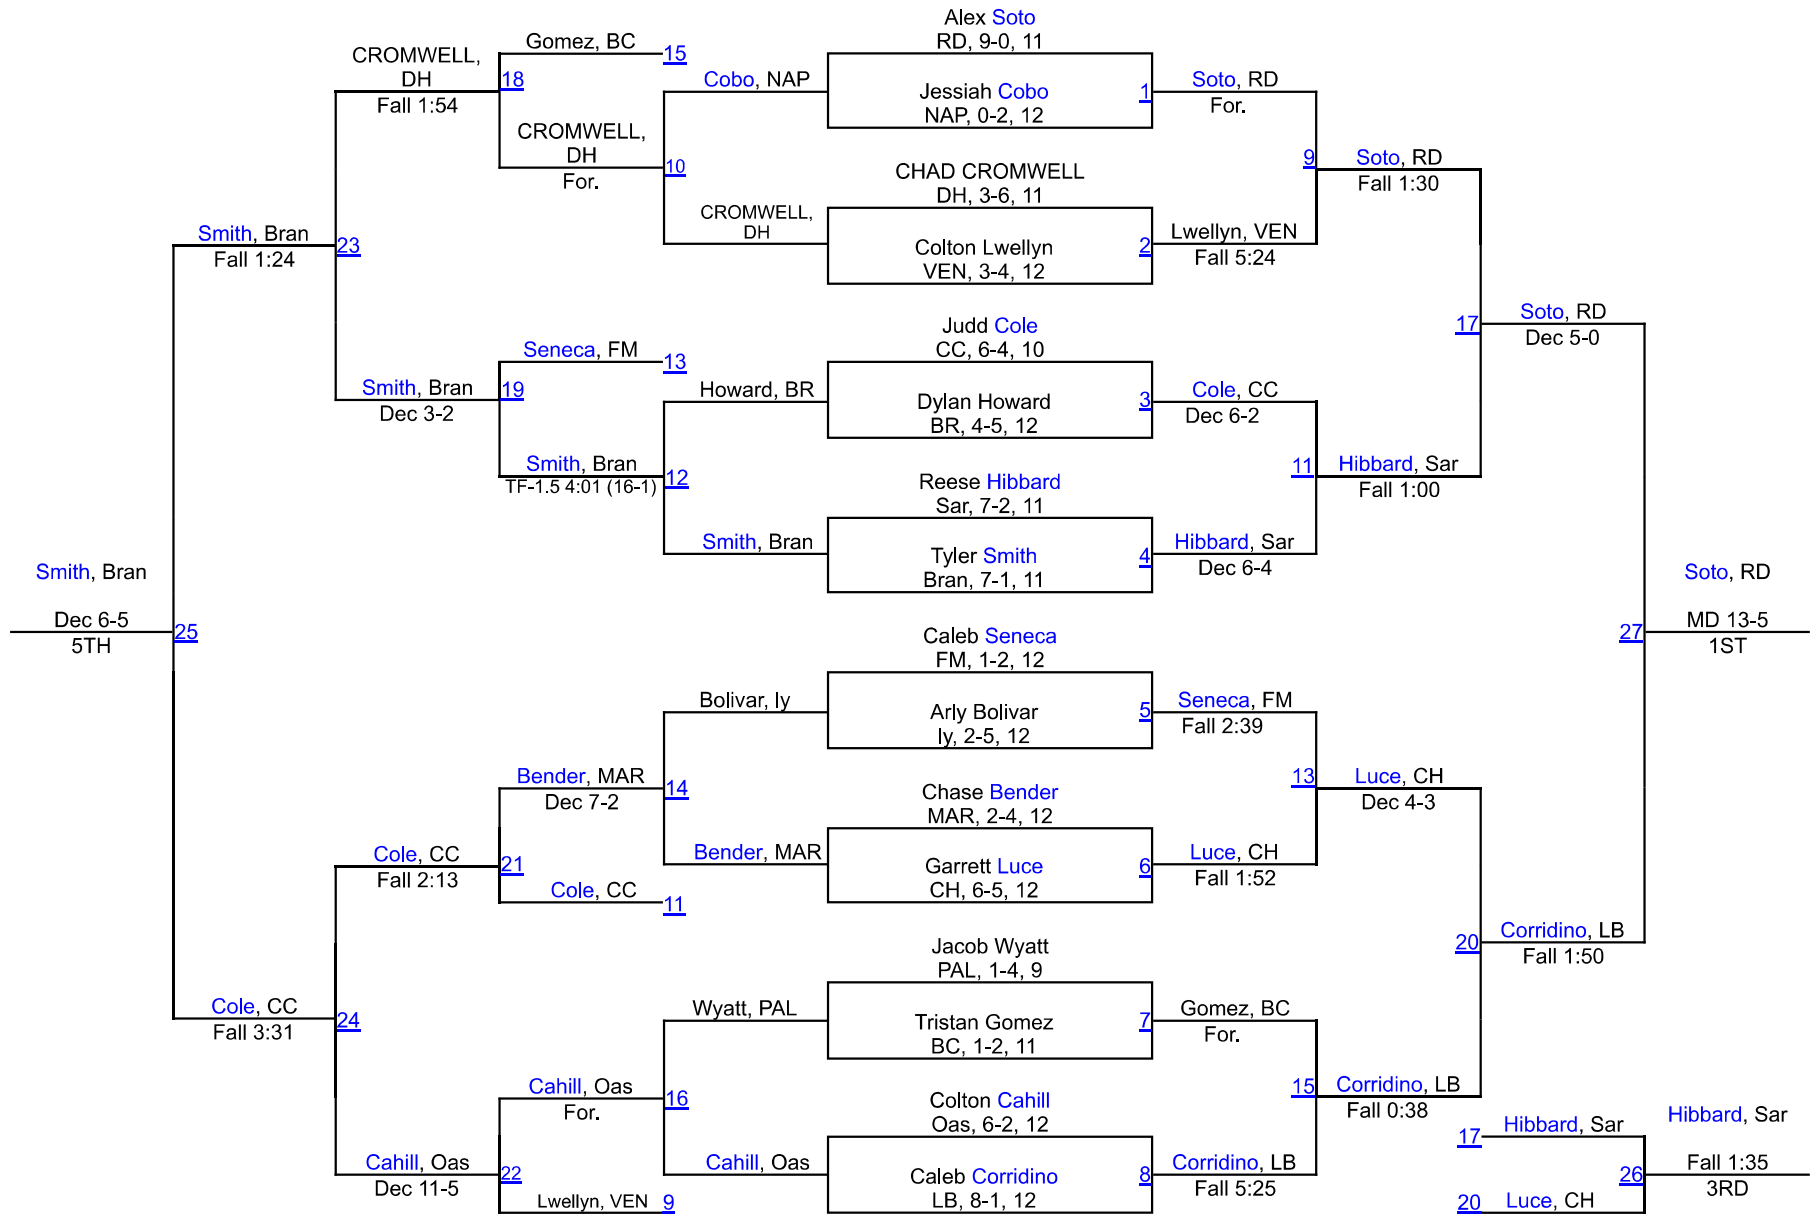 Alex Soto
RD, 9-0, 11
Jessiah Cobo
NAP, 0-2, 12
1
CHAD CROMWELL
DH, 3-6, 11
Colton Lwellyn
VEN, 3-4, 12
2
Judd Cole
CC, 6-4, 10
Dylan Howard
BR, 4-5, 12
3
Reese Hibbard
Sar, 7-2, 11
Tyler Smith
Bran, 7-1, 11
4
Caleb Seneca
FM, 1-2, 12
Arly Bolivar
Iy, 2-5, 12
5
Chase Bender
MAR, 2-4, 12
Garrett Luce
CH, 6-5, 12
6
Jacob Wyatt
PAL, 1-4, 9
Tristan Gomez
BC, 1-2, 11
7
Colton Cahill
Oas, 6-2, 12
Caleb Corridino
LB, 8-1, 12
8
Soto, RD
For.
Lwellyn, VEN
Fall 5:24
Cole, CC
Dec 6-2
Hibbard, Sar
Dec 6-4
Seneca, FM
Fall 2:39
Luce, CH
Fall 1:52
Gomez, BC
For.
Corridino, LB
Fall 5:25
9
Soto, RD
Fall 1:30
11
Hibbard, Sar
Fall 1:00
13
Luce, CH
Dec 4-3
15
Corridino, LB
Fall 0:38
17
Soto, RD
Dec 5-0
20
Corridino, LB
Fall 1:50
27
Soto, RD
MD 13-5
1ST
17
Hibbard, Sar
20
Luce, CH
26
Hibbard, Sar
Fall 1:35
3RD
Cobo, NAP
CROMWELL,
DH
10
Howard, BR
Smith, Bran
12
Bolivar, Iy
Bender, MAR
14
Wyatt, PAL
Cahill, Oas
16
Gomez, BC
15
CROMWELL,
DH
For.
18
Seneca, FM
13
Smith, Bran
TF-1.5 4:01 (16-1)
19
Bender, MAR
Dec 7-2
Cole, CC
11
21
Cahill, Oas
For.
Lwellyn, VEN
9
22
CROMWELL,
DH
Fall 1:54
Smith, Bran
Dec 3-2
23
Cole, CC
Fall 2:13
Cahill, Oas
Dec 11-5
24
Smith, Bran
Fall 1:24
Cole, CC
Fall 3:31
25
Smith, Bran
Dec 6-5
5TH